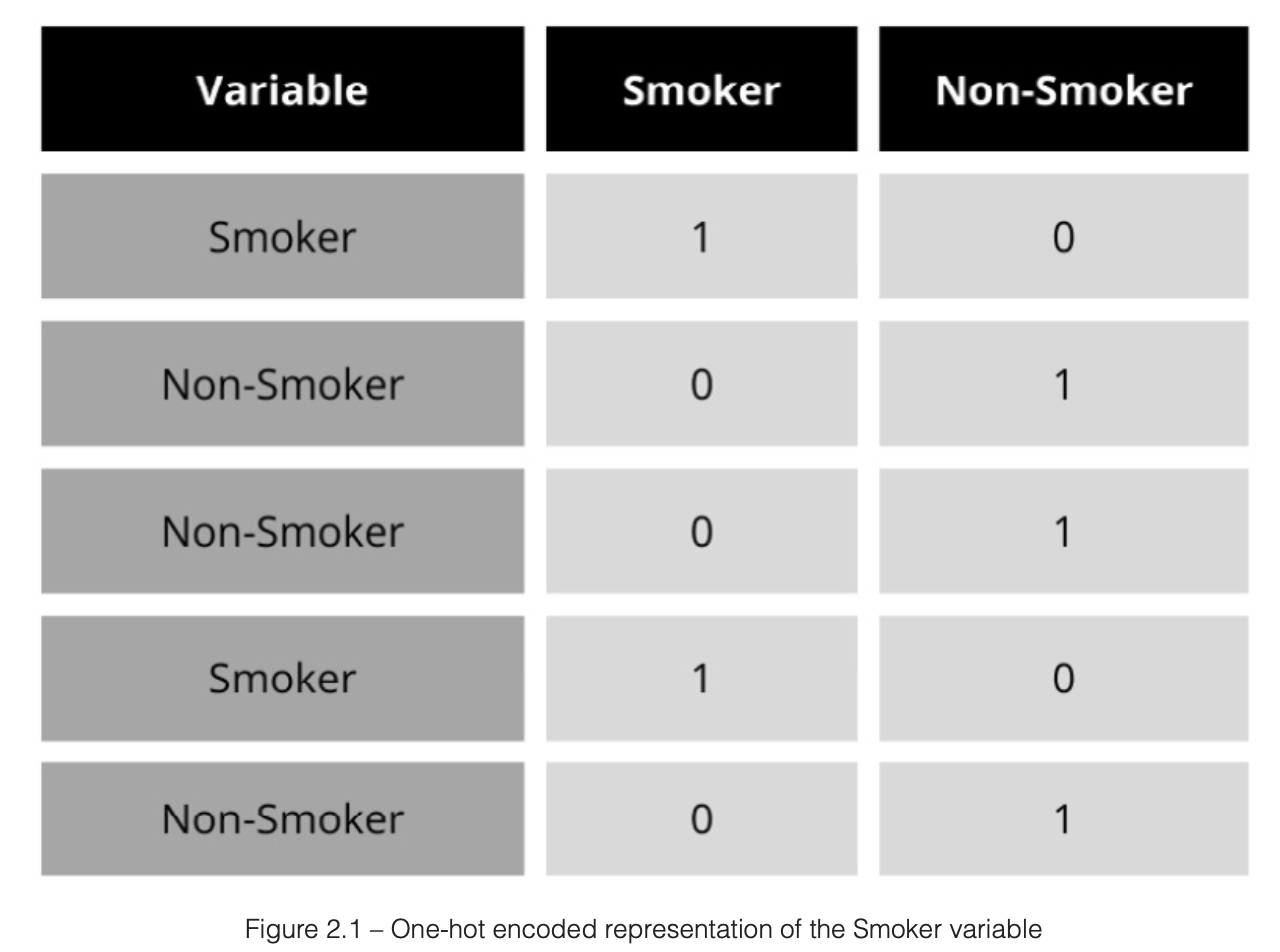 Variable Smoker Non-Smoker
Smoker 1 0
Non-Smoker 0 1
Non-Smoker 0 1
Smoker 1 0
Non-Smoker 0 1
Figure 2.1 – One-hot encoded representation of the Smoker variable